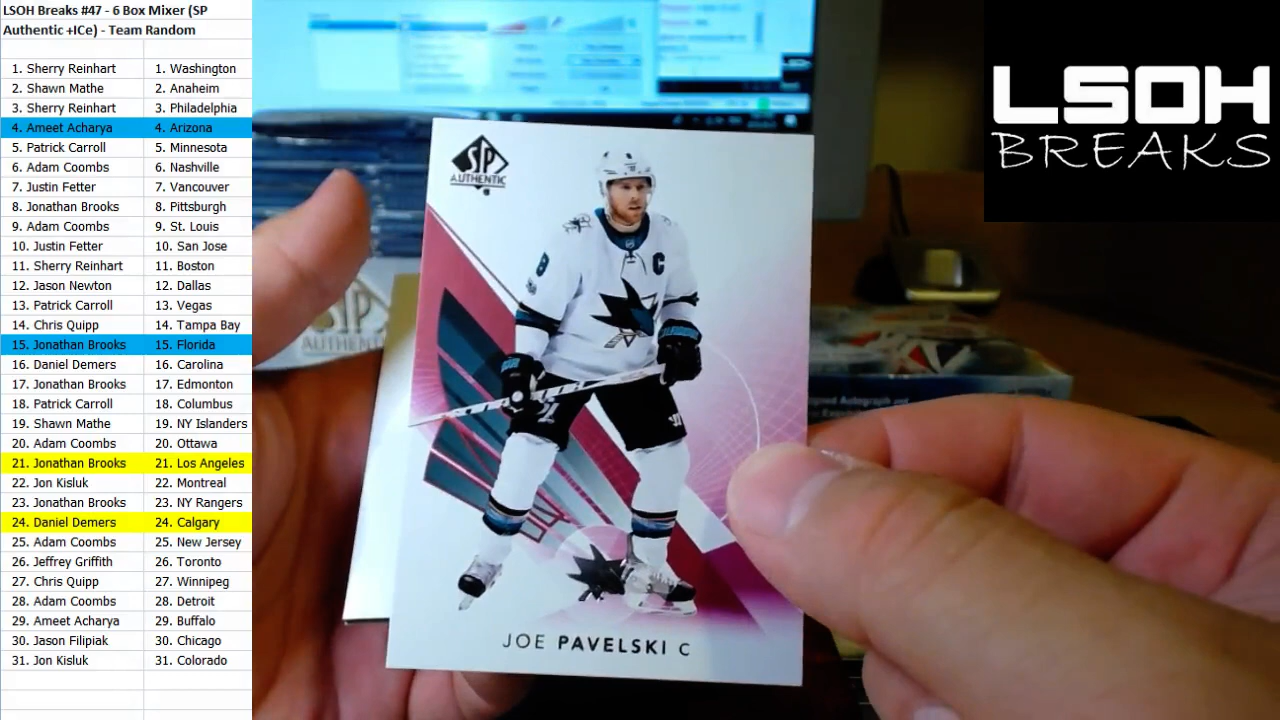 LSOH Breaks #47 - 6 Box Mixer (SP
Authentic +ICe) - Team Random
1. Sherry Reinhart 1. Washington
2. Shawn Mathe 2. Anaheim
3. Sherry Reinhart 3. Philadelphia
4. Ameet Acharya 4. Arizona
5. Patrick Carroll 5. Minnesota
6. Adam Coombs 6. Nashville
7. Justin Fetter 7. Vancouver
8. Jonathan Brooks 8. Pittsburgh
9. Adam Coombs 9. St. Louis
10. Justin Fetter 10. San Jose
11. Sherry Reinhart 11. Boston
12. Jason Newton 12. Dallas
13. Patrick Carroll 13. Vegas
14. Chris Quipp 14. Tampa Bay
15. Jonathan Brooks 15. Florida
16. Daniel Demers 16. Carolina
17. Jonathan Brooks 17. Edmonton
18. Patrick Carroll 18. Columbus
19. Shawn Mathe 19. NY Islanders
20. Adam Coombs 20. Ottawa
21. Jonathan Brooks 21. Los Angeles
22. Jon Kisluk 22. Montreal
23. Jonathan Brooks 23. NY Rangers
24. Daniel Demers 24. Calgary
25. Adam Coombs 25. New Jersey
26. Jeffrey Griffith 26. Toronto
27. Chris Quipp 27. Winnipeg
28. Adam Coombs 28. Detroit
29. Ameet Acharya 29. Buffalo
30. Jason Filipiak 30. Chicago
31. Jon Kisluk 31. Colorado
LSOH
BREAKS
SP
AUTHENTIC
8
C
JOE PAVELSKI C
SP
AUTHENTIC
Autograph and